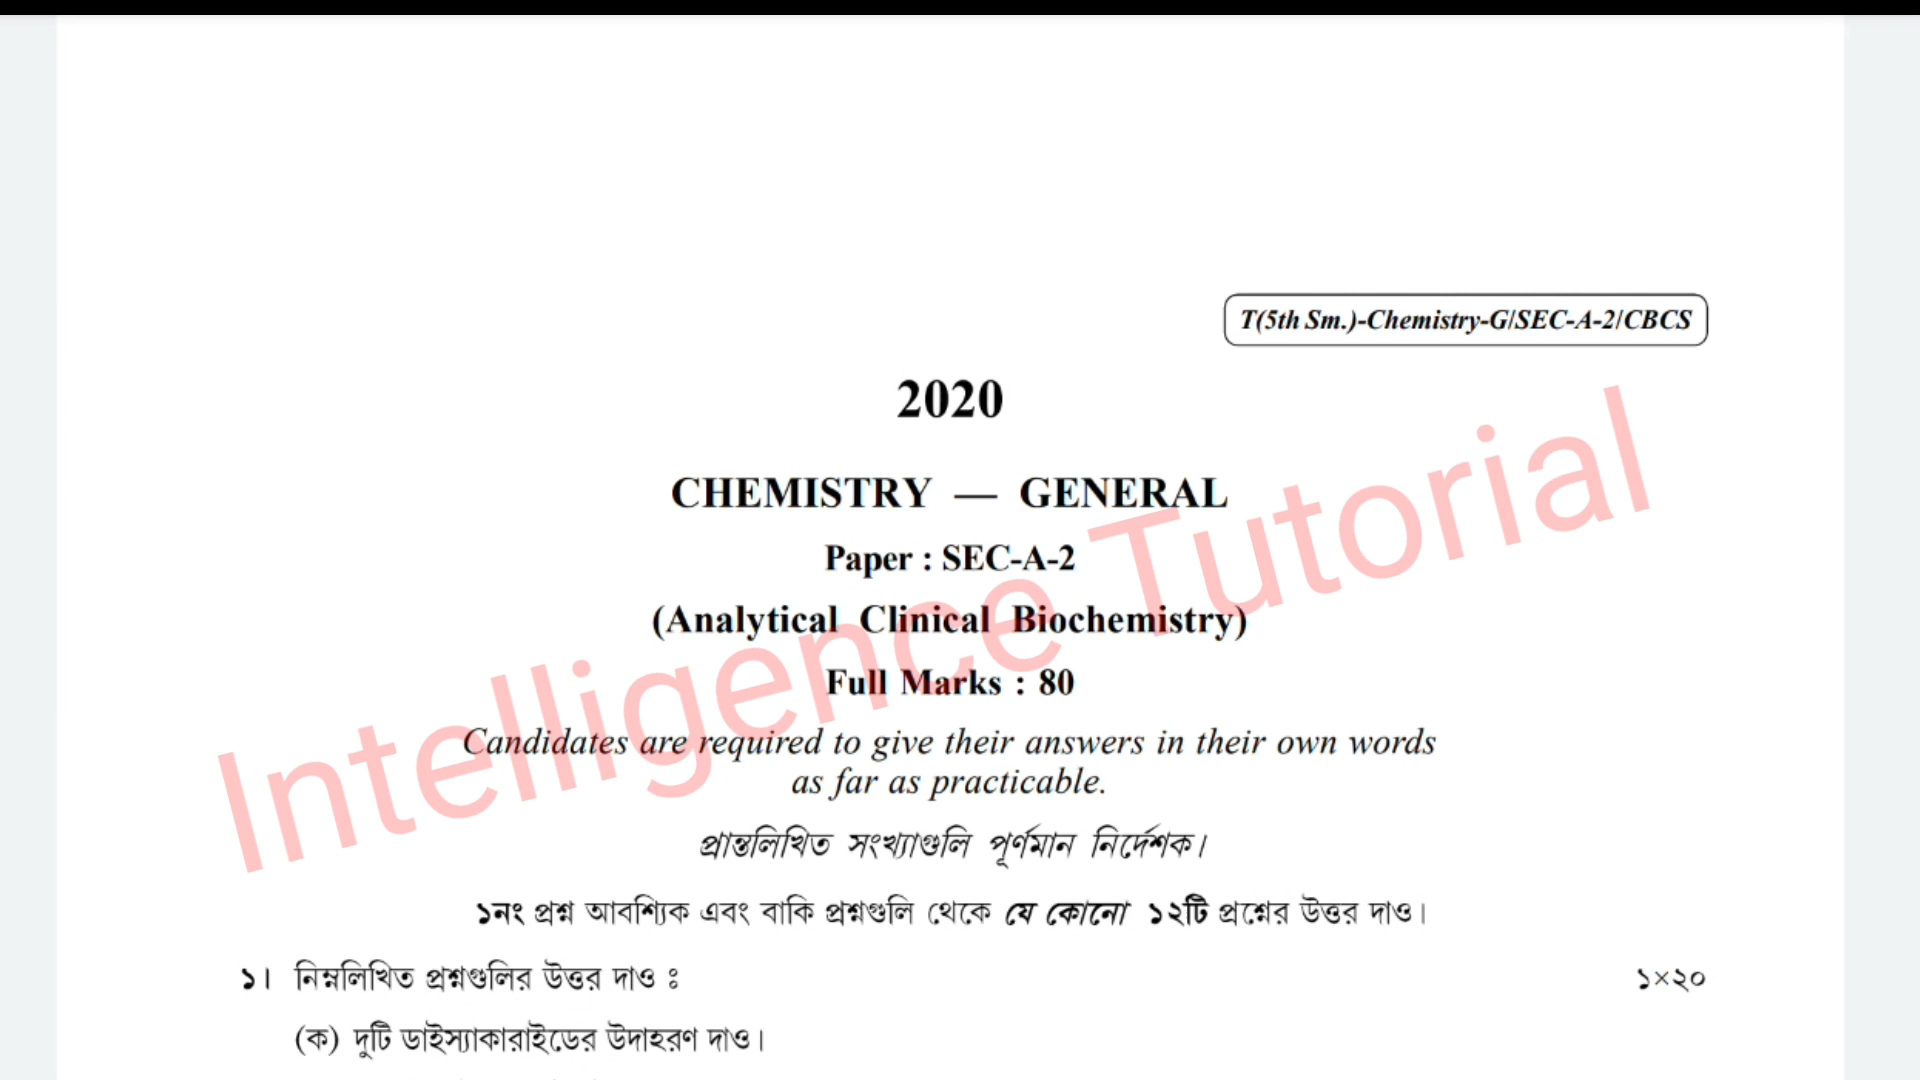 T(5th Sm.)-Chemistry-G/SEC-A-2/CBCS
2020
CHEMISTRY — GENERAL
Paper : SEC-A-2
(Analytical Clinical Biochemistry)
Full Marks : 80
Candidates are required to give their answers in their own words
as far as practicable.
প্রান্তলিখিত সংখ্যাগুলি পূর্ণমান নির্দেশক।
১নং প্রশ্ন আবশ্যিক এবং বাকি প্রশ্নগুলি থেকে যে কোনো ১২টি প্রশ্নের উত্তর দাও।
১। নিম্নলিখিত প্রশ্নগুলির উত্তর দাও ঃ ১×২০
(ক) দুটি ডাইস্যাকারাইডের উদাহরণ দাও।
Intelligence Tutorial